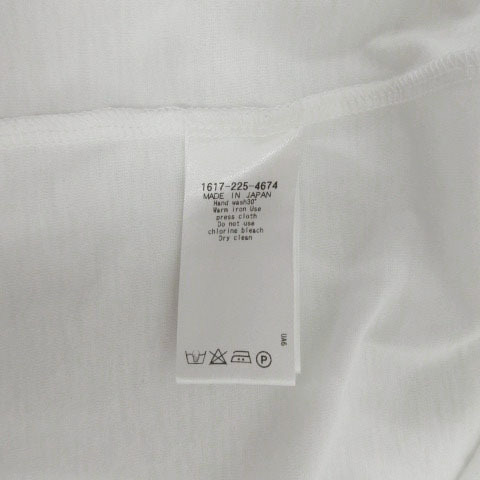 1617-225-4674
MADE IN JAPAN
Hand wash30°
Warm iron Use
press cloth
Do not use
chlorine bleach
Dry clean
UA6
P